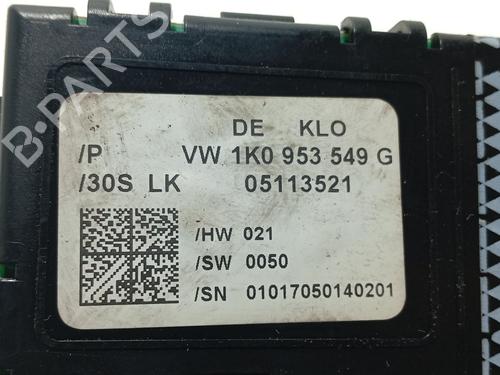 DE KLO
/P VW 1K0 953 549 G
/30S LK 05113521
/HW 021
/SW 0050
/SN 01017050140201
B-PARTS